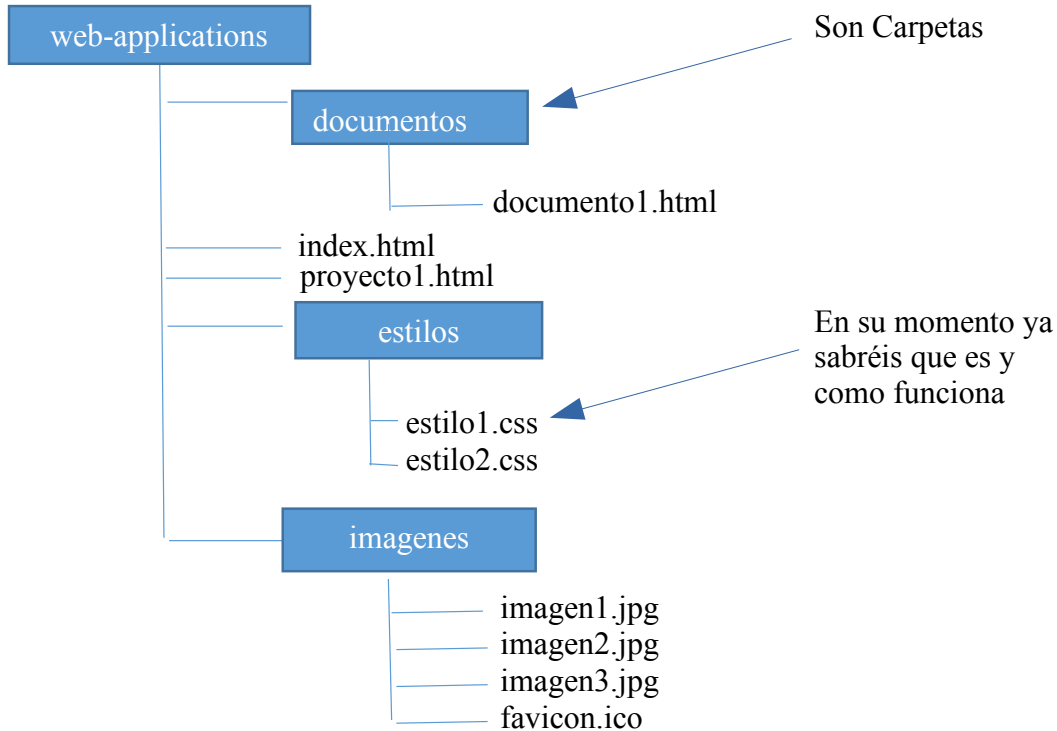 web-applications
Son Carpetas
documentos
documento1.html
index.html
proyecto1.html
estilos
En su momento ya
sabréis que es y
como funciona
estilo1.css
estilo2.css
imagenes
imagen1.jpg
imagen2.jpg
imagen3.jpg
favicon.ico